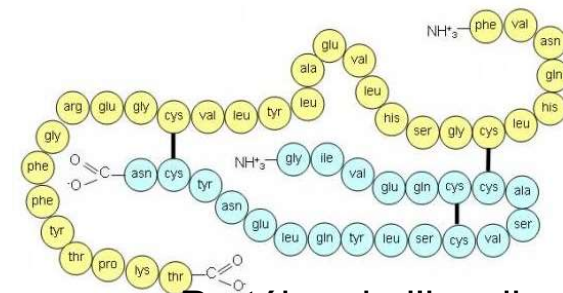 NH₃⁺ phe val asn gln his leu cys gly ser his leu val glu ala leu tyr leu val cys gly glu arg gly phe phe tyr thr pro lys thr C O O⁻
NH₃⁺ gly ile val glu gln cys cys ala ser val cys ser leu tyr gln leu glu asn tyr cys asn C O ⁻O